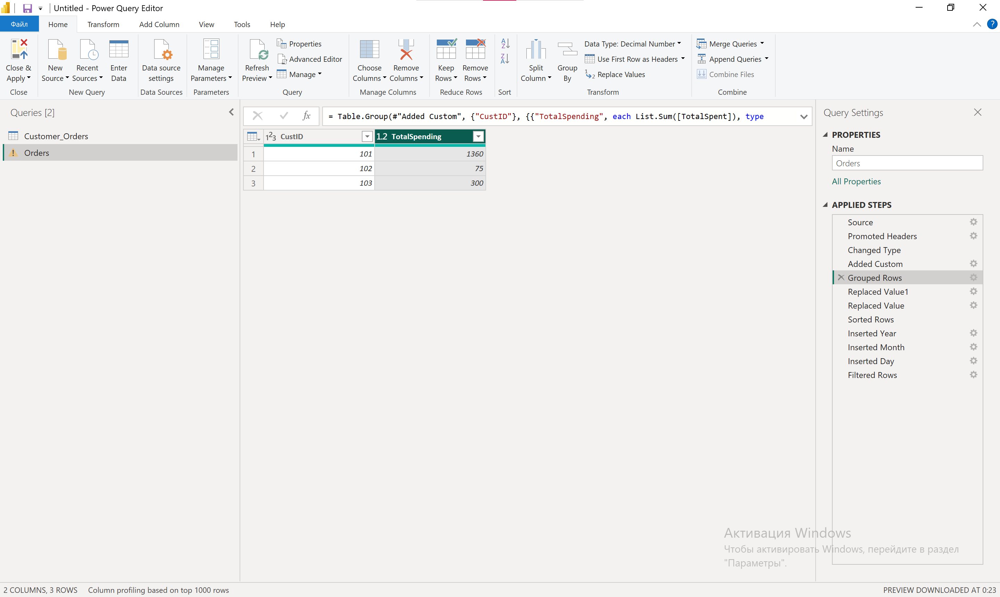 Untitled - Power Query Editor
Файл Home Transform Add Column View Tools Help ?
Close & Apply
Close
New Source
Recent Sources
Enter Data
New Query
Data source settings
Data Sources
Manage Parameters
Parameters
Refresh Preview
Properties
Advanced Editor
Manage
Query
Choose Columns
Remove Columns
Manage Columns
Keep Rows
Remove Rows
Reduce Rows
Sort
Split Column
Group By
Data Type: Decimal Number
Use First Row as Headers
Replace Values
Transform
Merge Queries
Append Queries
Combine Files
Combine
Queries [2]
Customer_Orders
Orders
fx
= Table.Group(#"Added Custom", {"CustID"}, {{"TotalSpending", each List.Sum([TotalSpent]), type
123 CustID 1.2 TotalSpending
1 101 1360
2 102 75
3 103 300
Query Settings
PROPERTIES
Name
Orders
All Properties
APPLIED STEPS
Source
Promoted Headers
Changed Type
Added Custom
Grouped Rows
Replaced Value1
Replaced Value
Sorted Rows
Inserted Year
Inserted Month
Inserted Day
Filtered Rows
Активация Windows
Чтобы активировать Windows, перейдите в раздел
"Параметры".
2 COLUMNS, 3 ROWS Column profiling based on top 1000 rows
PREVIEW DOWNLOADED AT 0:23